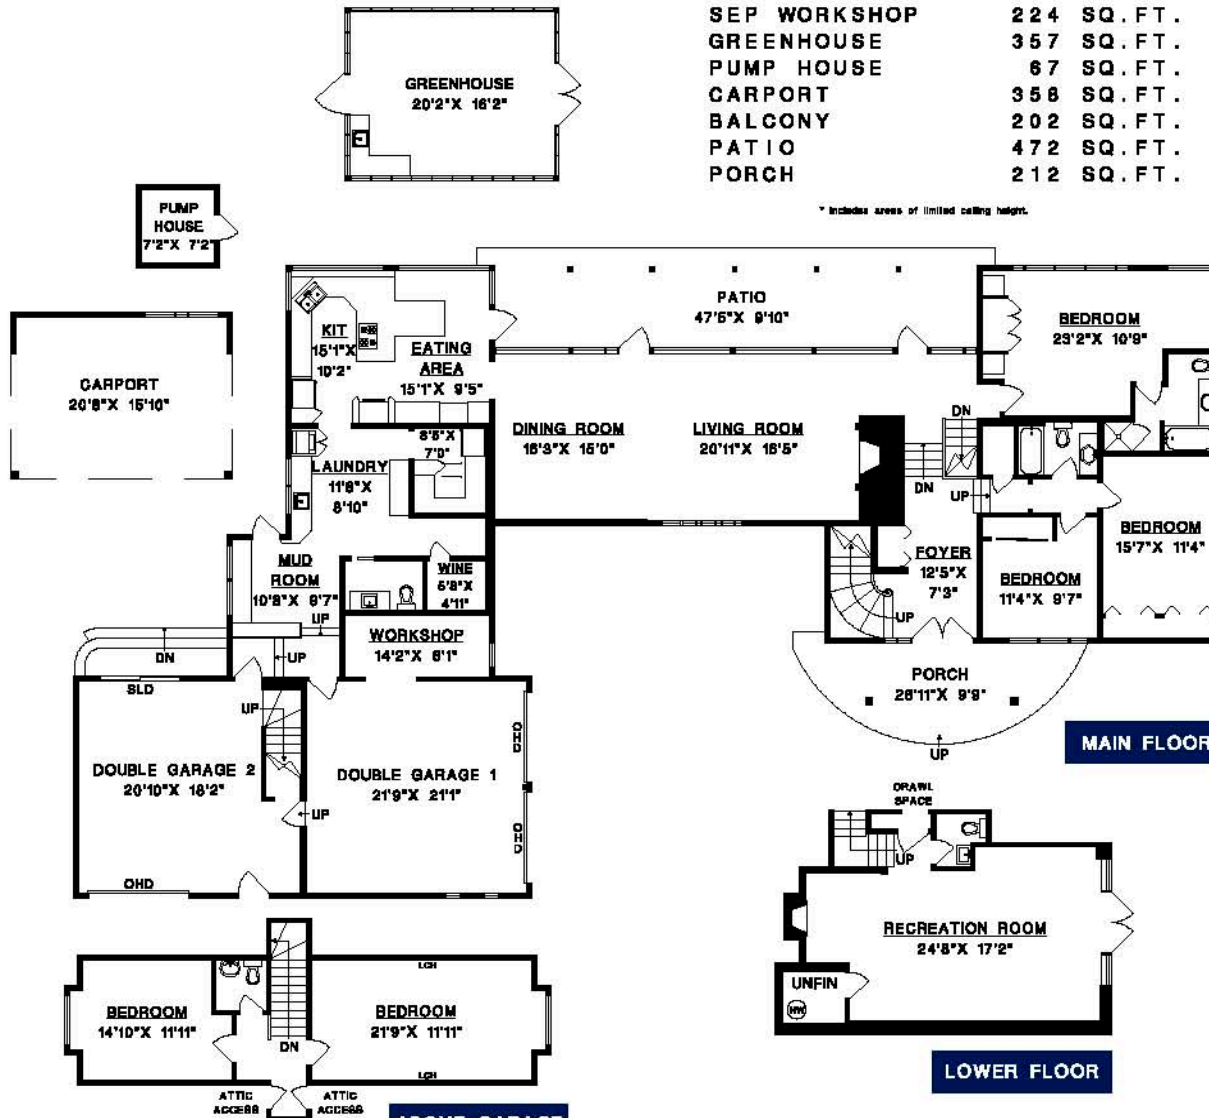 SEP WORKSHOP 224 SQ.FT.
GREENHOUSE 357 SQ.FT.
PUMP HOUSE 67 SQ.FT.
CARPORT 358 SQ.FT.
BALCONY 202 SQ.FT.
PATIO 472 SQ.FT.
PORCH 212 SQ.FT.
* Includes areas of limited ceiling height.
GREENHOUSE
20'2"X 16'2"
PUMP
HOUSE
7'2"X 7'2"
CARPORT
20'8"X 15'10"
KIT
15'1"X
10'2"
EATING
AREA
15'1"X 9'5"
PATIO
47'5"X 9'10"
BEDROOM
23'2"X 10'9"
DINING ROOM
16'3"X 15'0"
LIVING ROOM
20'11"X 16'5"
DN
DN
UP
8'5"X
7'0"
LAUNDRY
11'8"X
8'10"
MUD
ROOM
10'8"X 8'7"
WINE
5'8"X
4'11"
FOYER
12'5"X
7'3"
UP
BEDROOM
11'4"X 9'7"
BEDROOM
15'7"X 11'4"
UP
UP
DN
WORKSHOP
14'2"X 6'1"
PORCH
26'11"X 9'9"
UP
MAIN FLOOR
SLD
UP
OHD
OHD
DOUBLE GARAGE 2
20'10"X 18'2"
DOUBLE GARAGE 1
21'9"X 21'1"
UP
OHD
CRAWL
SPACE
UP
RECREATION ROOM
24'8"X 17'2"
UNFIN
HW
LOWER FLOOR
BEDROOM
14'10"X 11'11"
BEDROOM
21'9"X 11'11"
LCH
LCH
DN
ATTIC
ACCESS
ATTIC
ACCESS
ABOVE GARAGE